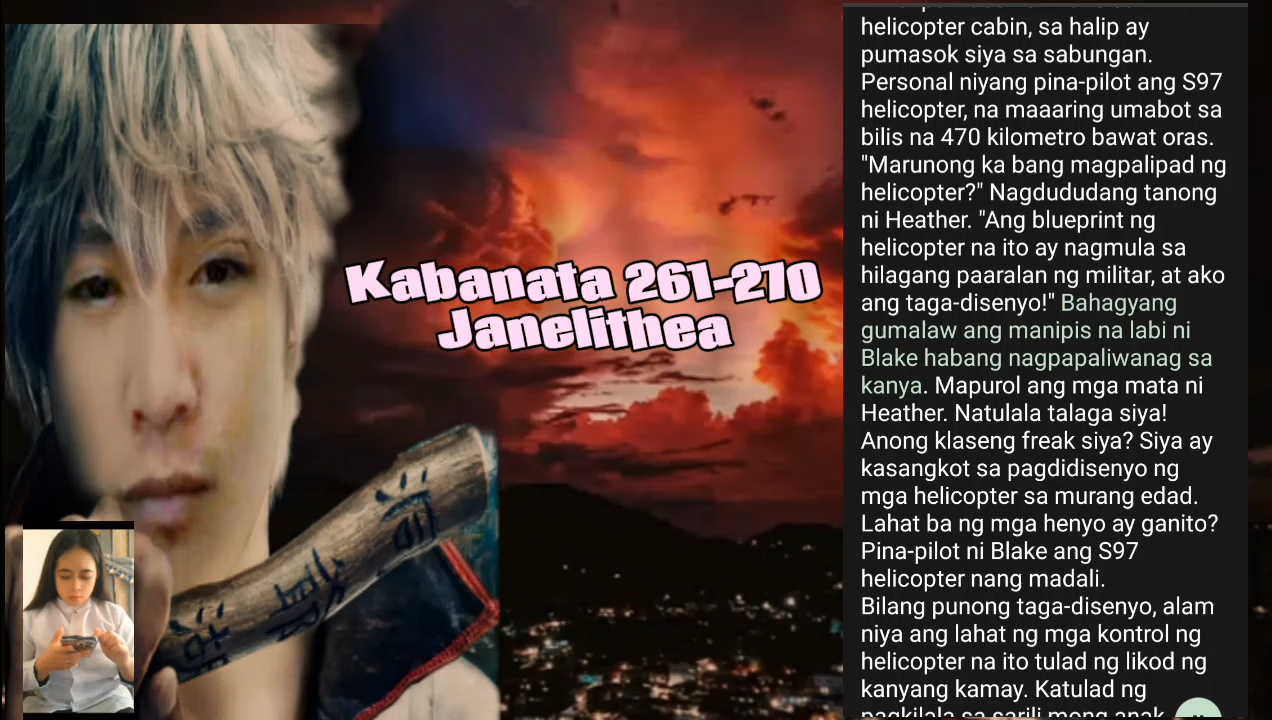 Kabanata 261-270
Janelithea
helicopter cabin, sa halip ay
pumasok siya sa sabungan.
Personal niyang pina-pilot ang S97
helicopter, na maaaring umabot sa
bilis na 470 kilometro bawat oras.
"Marunong ka bang magpalipad ng
helicopter?" Nagdududang tanong
ni Heather. "Ang blueprint ng
helicopter na ito ay nagmula sa
hilagang paaralan ng militar, at ako
ang taga-disenyo!" Bahagyang
gumalaw ang manipis na labi ni
Blake habang nagpapaliwanag sa
kanya. Mapurol ang mga mata ni
Heather. Natulala talaga siya!
Anong klaseng freak siya? Siya ay
kasangkot sa pagdidisenyo ng
mga helicopter sa murang edad.
Lahat ba ng mga henyo ay ganito?
Pina-pilot ni Blake ang S97
helicopter nang madali.
Bilang punong taga-disenyo, alam
niya ang lahat ng mga kontrol ng
helicopter na ito tulad ng likod ng
kanyang kamay. Katulad ng
pagkilala sa sarili mong anak